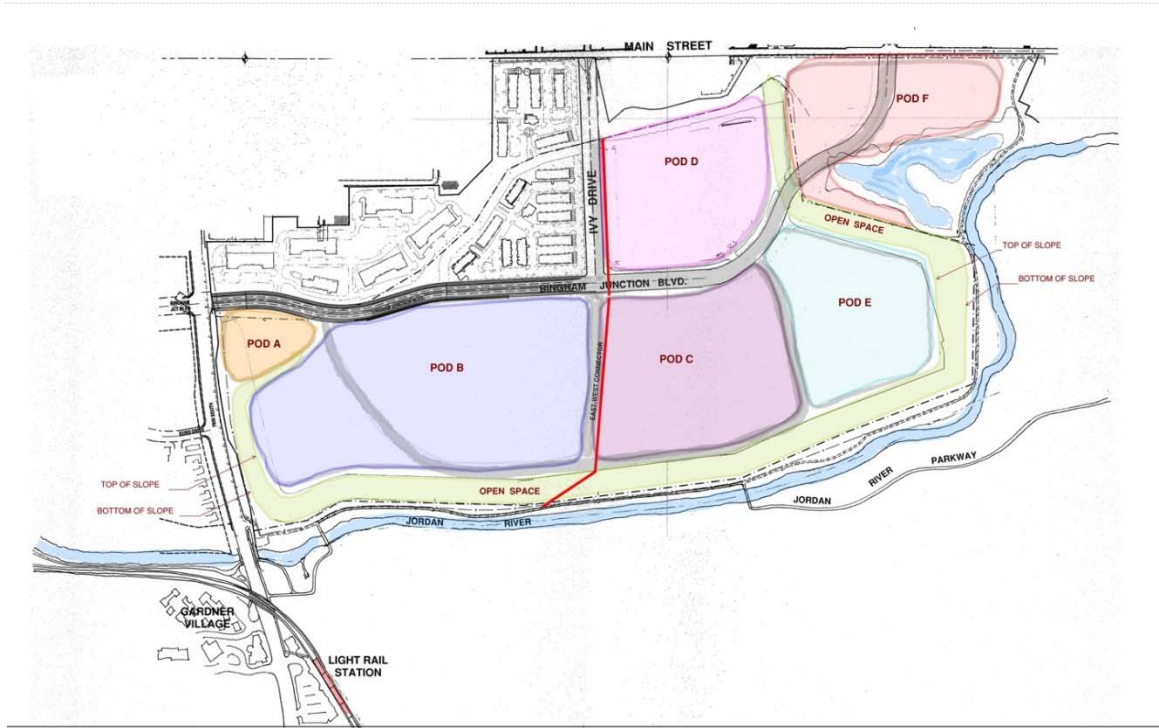 MAIN STREET
POD F
POD D
IVY DRIVE
OPEN SPACE
TOP OF SLOPE
BOTTOM OF SLOPE
BINGHAM JUNCTION BLVD.
POD E
POD A
POD B
POD C
EAST-WEST CONNECTOR
TOP OF SLOPE
BOTTOM OF SLOPE
OPEN SPACE
JORDAN RIVER
JORDAN RIVER PARKWAY
GARDNER
VILLAGE
LIGHT RAIL
STATION